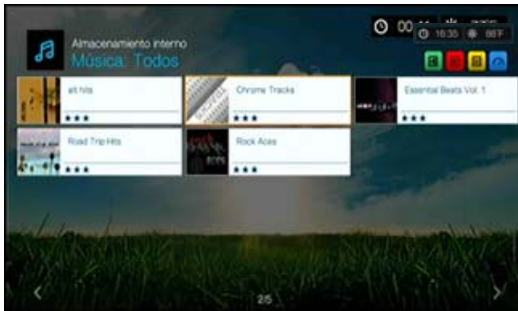 16:35 88°F
Almacenamiento interno
Música: Todos
alt hits
Chrome Tracks
Essential Beats Vol. 1
Road Trip Hits
Rock Aces
2/5